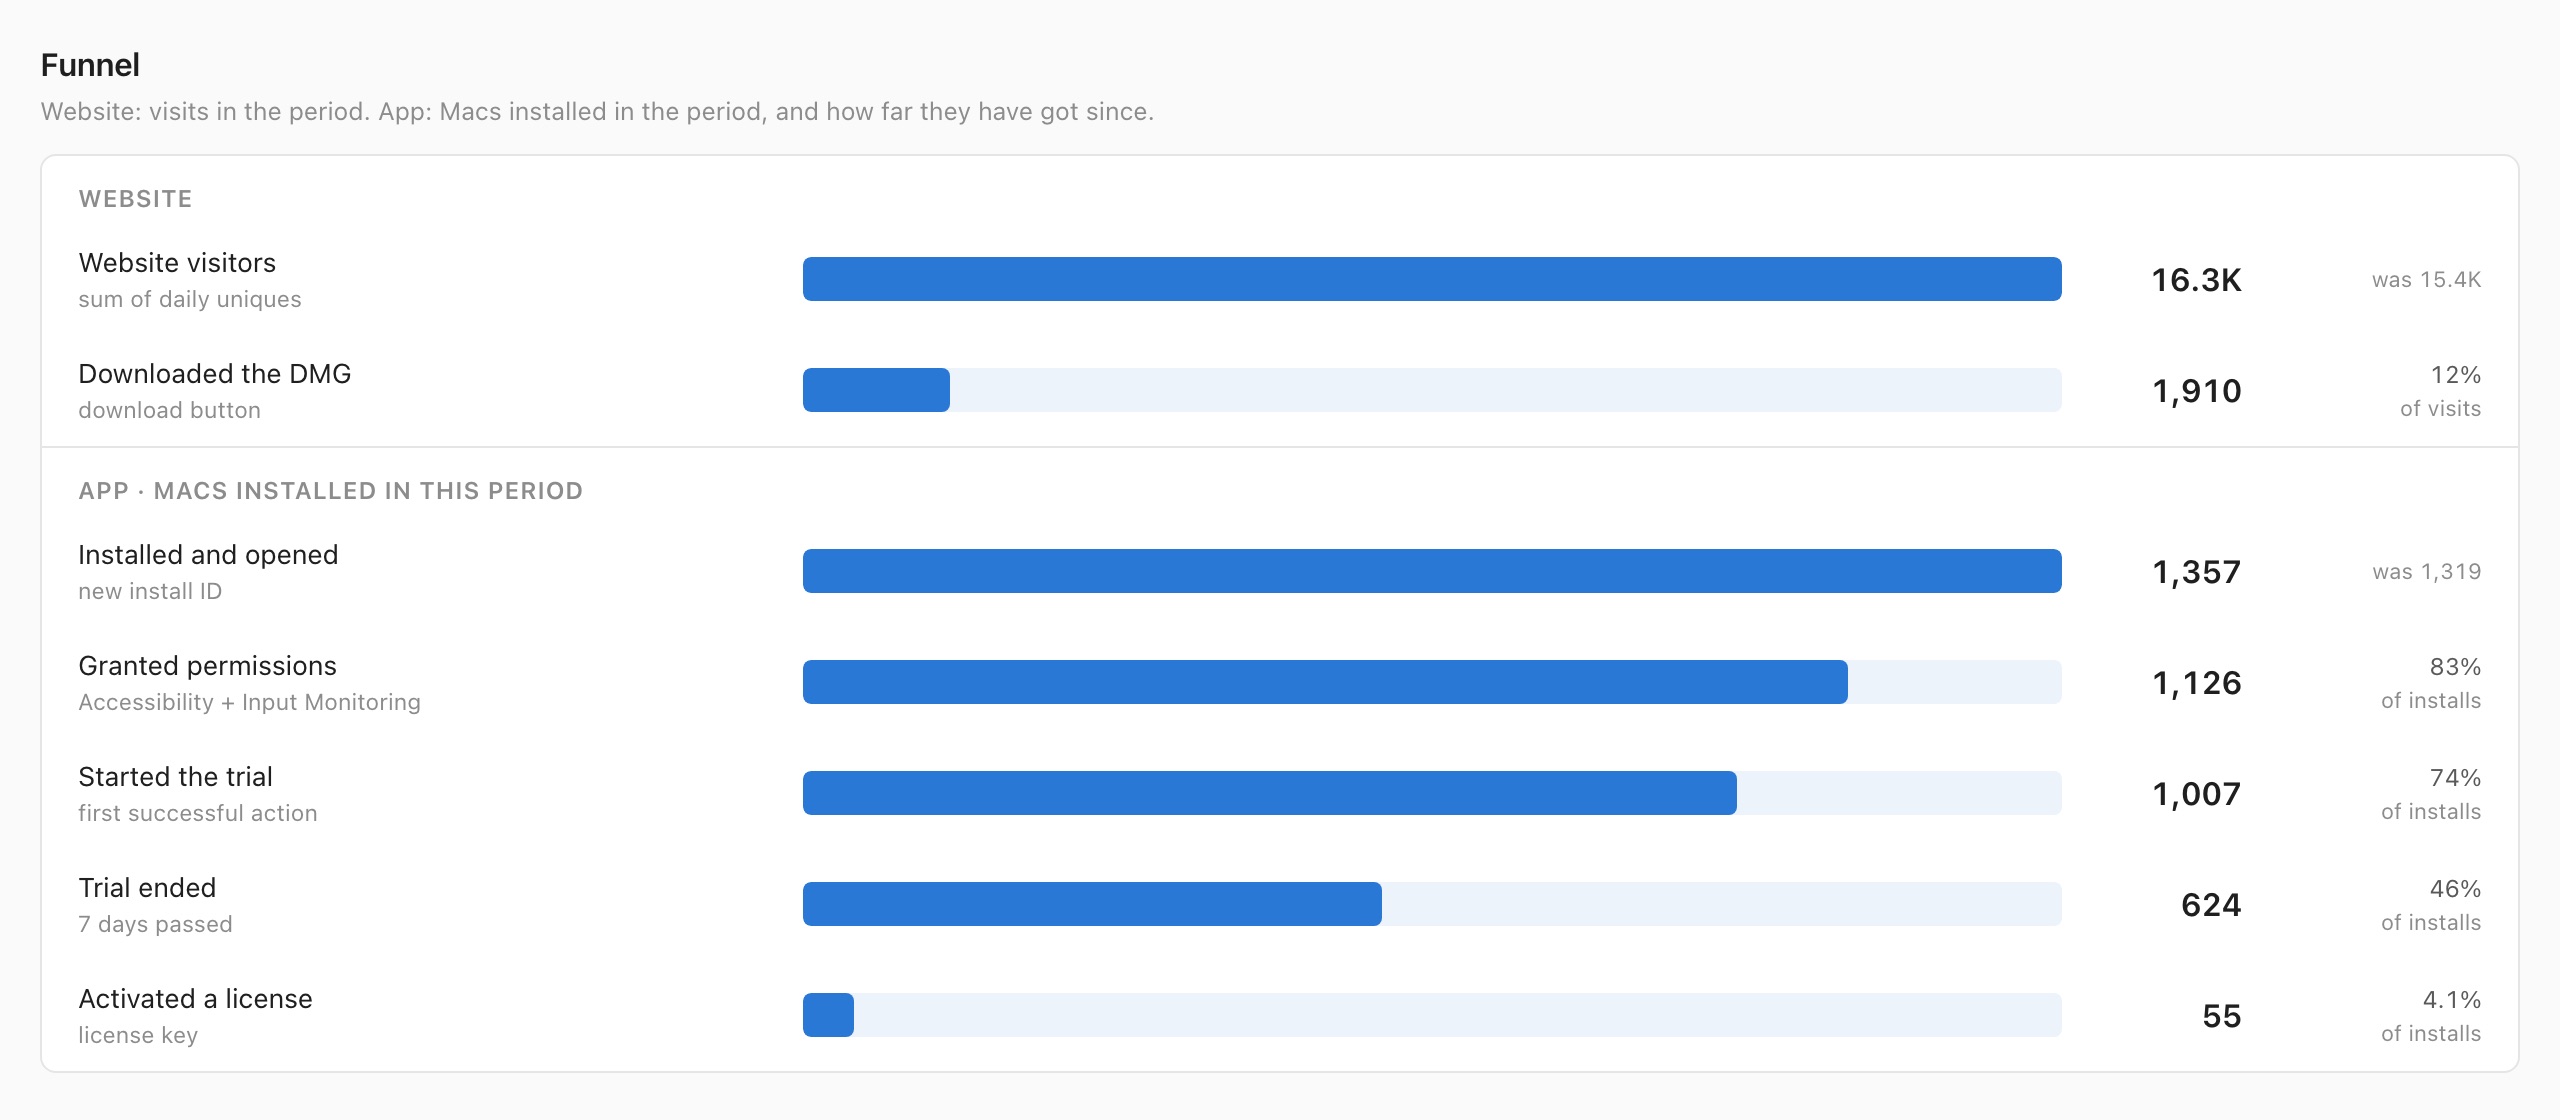 Funnel
Website: visits in the period. App: Macs installed in the period, and how far they have got since.
WEBSITE
Website visitors
sum of daily uniques
16.3K
was 15.4K
Downloaded the DMG
download button
1,910
12%
of visits
APP · MACS INSTALLED IN THIS PERIOD
Installed and opened
new install ID
1,357
was 1,319
Granted permissions
Accessibility + Input Monitoring
1,126
83%
of installs
Started the trial
first successful action
1,007
74%
of installs
Trial ended
7 days passed
624
46%
of installs
Activated a license
license key
55
4.1%
of installs